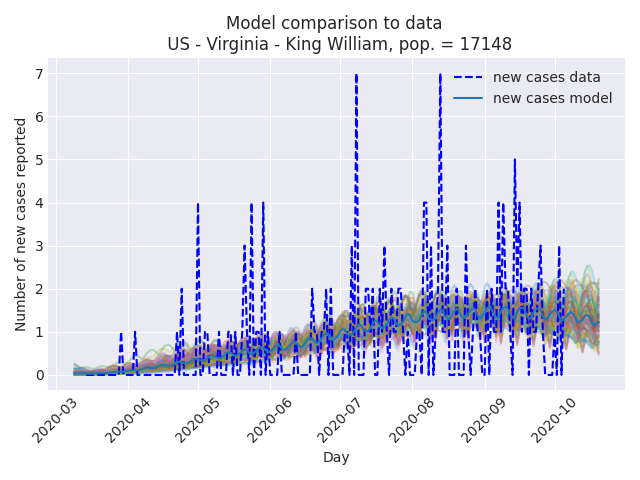 Model comparison to data
US - Virginia - King William, pop. = 17148
new cases data
new cases model
Number of new cases reported
7
6
5
4
3
2
1
0
2020-03
2020-04
2020-05
2020-06
2020-07
2020-08
2020-09
2020-10
Day